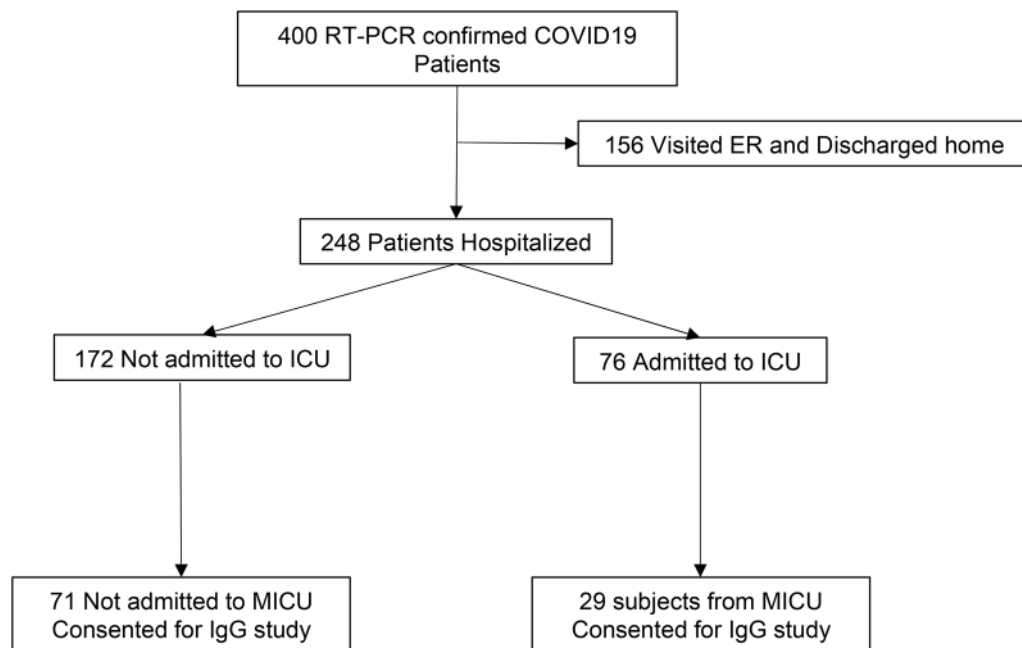 400 RT-PCR confirmed COVID19
Patients
156 Visited ER and Discharged home
248 Patients Hospitalized
172 Not admitted to ICU
76 Admitted to ICU
71 Not admitted to MICU
Consented for IgG study
29 subjects from MICU
Consented for IgG study